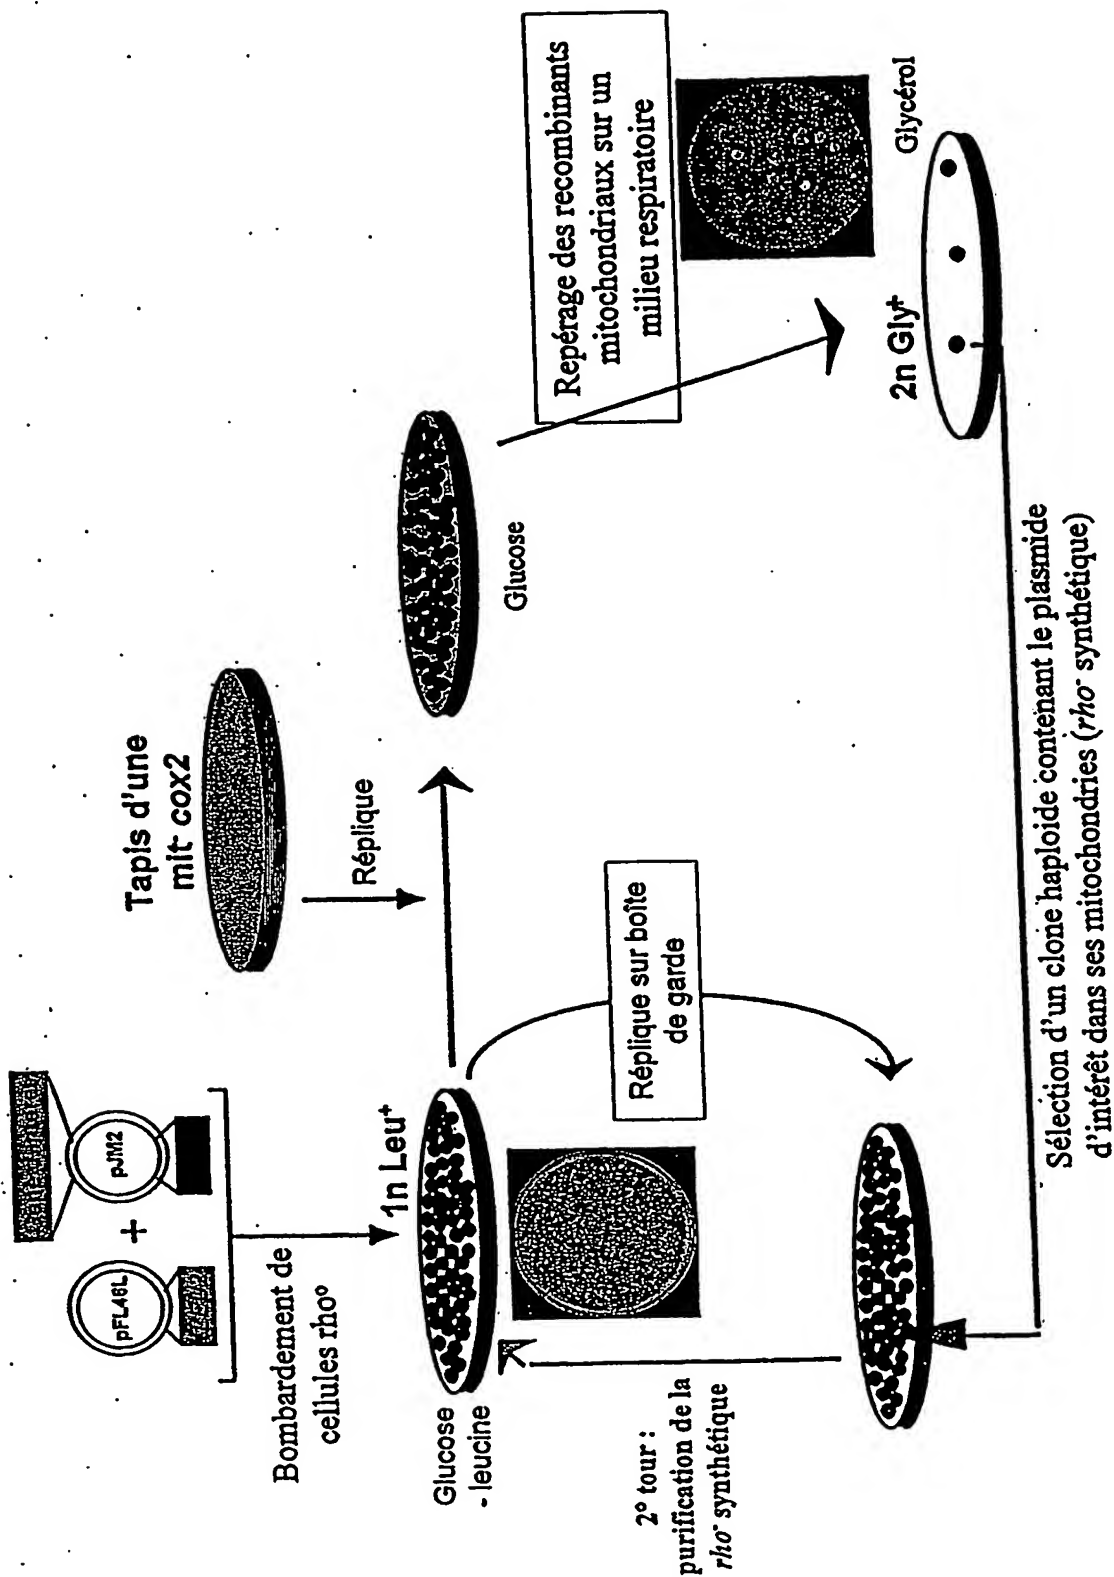 pFL46L
+
pJM2
Bombardement de
cellules rho°
Tapis d'une
mit⁻ cox2
Réplique
1n Leu⁺
Glucose
- leucine
Glucose
Réplique sur boîte
de garde
2° tour :
purification de la
rho⁻ synthétique
Repérage des recombinants
mitochondriaux sur un
milieu respiratoire
2n Gly⁺
Glycérol
Sélection d'un clone haploide contenant le plasmide
d'intérêt dans ses mitochondries (rho⁻ synthétique)